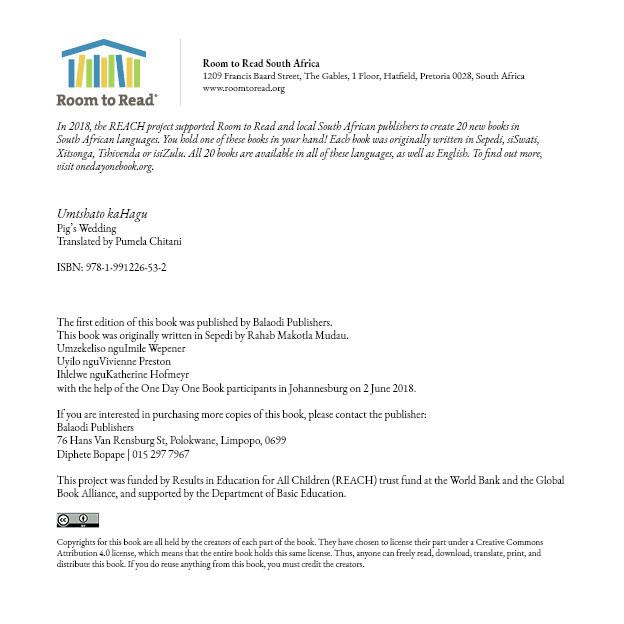 Room to Read®
Room to Read South Africa
1209 Francis Baard Street, The Gables, 1 Floor, Hatfield, Pretoria 0028, South Africa
www.roomtoread.org
In 2018, the REACH project supported Room to Read and local South African publishers to create 20 new books in
South African languages. You hold one of these books in your hand! Each book was originally written in Sepedi, siSwati,
Xitsonga, Tshivenda or isiZulu. All 20 books are available in all of these languages, as well as English. To find out more,
visit onedayonebook.org.
Umtshato kaHagu
Pig's Wedding
Translated by Pumela Chitani
ISBN: 978-1-991226-53-2
The first edition of this book was published by Balaodi Publishers.
This book was originally written in Sepedi by Rahab Makotla Mudau.
Umzekeliso nguImile Wepener
Uyilo nguVivienne Preston
Ihlelwe nguKatherine Hofmeyr
with the help of the One Day One Book participants in Johannesburg on 2 June 2018.
If you are interested in purchasing more copies of this book, please contact the publisher:
Balaodi Publishers
76 Hans Van Rensburg St, Polokwane, Limpopo, 0699
Diphete Bopape | 015 297 7967
This project was funded by Results in Education for All Children (REACH) trust fund at the World Bank and the Global
Book Alliance, and supported by the Department of Basic Education.
cc BY
Copyrights for this book are all held by the creators of each part of the book. They have chosen to license their part under a Creative Commons
Attribution 4.0 license, which means that the entire book holds this same license. Thus, anyone can freely read, download, translate, print, and
distribute this book. If you do reuse anything from this book, you must credit the creators.